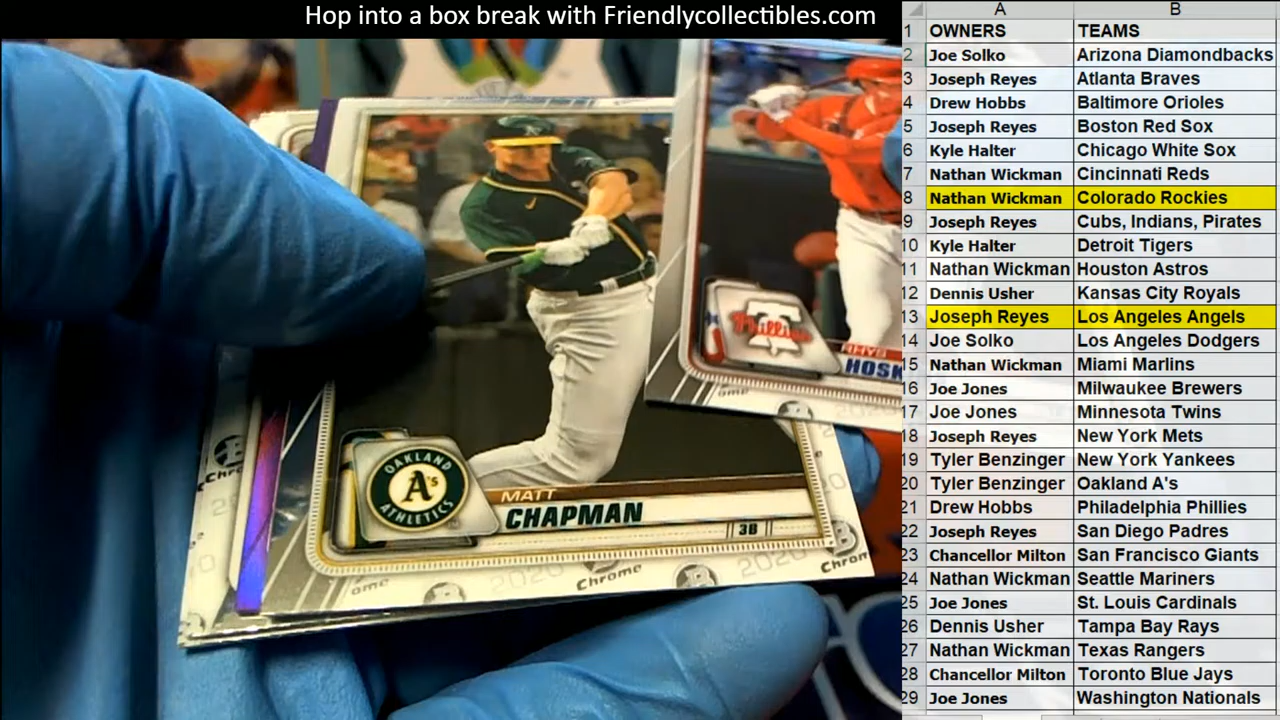 Hop into a box break with Friendlycollectibles.com
A B
1 OWNERS TEAMS
2 Joe Solko Arizona Diamondbacks
3 Joseph Reyes Atlanta Braves
4 Drew Hobbs Baltimore Orioles
5 Joseph Reyes Boston Red Sox
6 Kyle Halter Chicago White Sox
7 Nathan Wickman Cincinnati Reds
8 Nathan Wickman Colorado Rockies
9 Joseph Reyes Cubs, Indians, Pirates
10 Kyle Halter Detroit Tigers
11 Nathan Wickman Houston Astros
12 Dennis Usher Kansas City Royals
13 Joseph Reyes Los Angeles Angels
14 Joe Solko Los Angeles Dodgers
15 Nathan Wickman Miami Marlins
16 Joe Jones Milwaukee Brewers
17 Joe Jones Minnesota Twins
18 Joseph Reyes New York Mets
19 Tyler Benzinger New York Yankees
20 Tyler Benzinger Oakland A's
21 Drew Hobbs Philadelphia Phillies
22 Joseph Reyes San Diego Padres
23 Chancellor Milton San Francisco Giants
24 Nathan Wickman Seattle Mariners
25 Joe Jones St. Louis Cardinals
26 Dennis Usher Tampa Bay Rays
27 Nathan Wickman Texas Rangers
28 Chancellor Milton Toronto Blue Jays
29 Joe Jones Washington Nationals
Phillies
RHYS
HOSK
OAKLAND
A's
ATHLETICS
MATT
CHAPMAN
3B
2020
Chrome
B